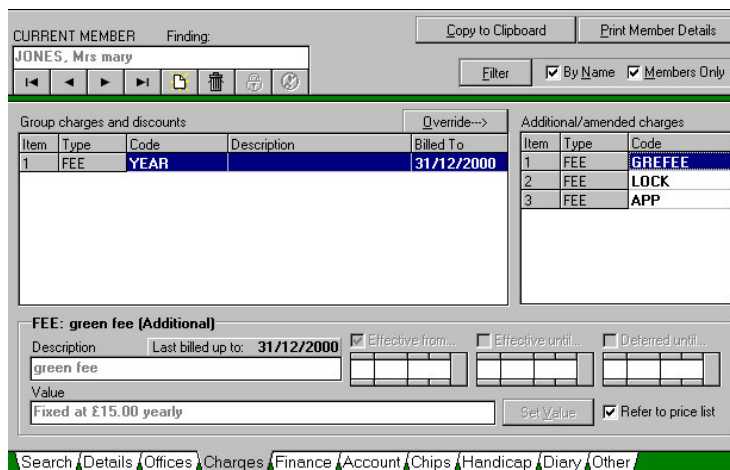 Copy to Clipboard Print Member Details
CURRENT MEMBER Finding:
JONES, Mrs mary
Filter By Name Members Only
Group charges and discounts Override---> Additional/amended charges
Item Type Code Description Billed To Item Type Code
1 FEE YEAR 31/12/2000 1 FEE GREFEE
2 FEE LOCK
3 FEE APP
FEE: green fee (Additional)
Description Last billed up to: 31/12/2000 Effective from... Effective until... Deferred until...
green fee
Value
Fixed at £15.00 yearly Set Value Refer to price list
Search Details Offices Charges Finance Account Chips Handicap Diary Other